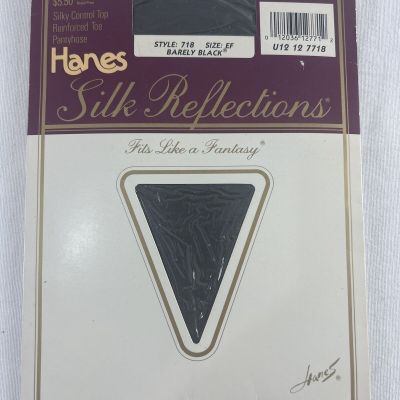 $5.50
Silky Control Top
Reinforced Toe
Pantyhose
STYLE: 718 SIZE: EF
BARELY BLACK®
0 12036 12771 2
U12 12 7718
Hanes
Silk Reflections®
Fits Like a Fantasy®
Hanes